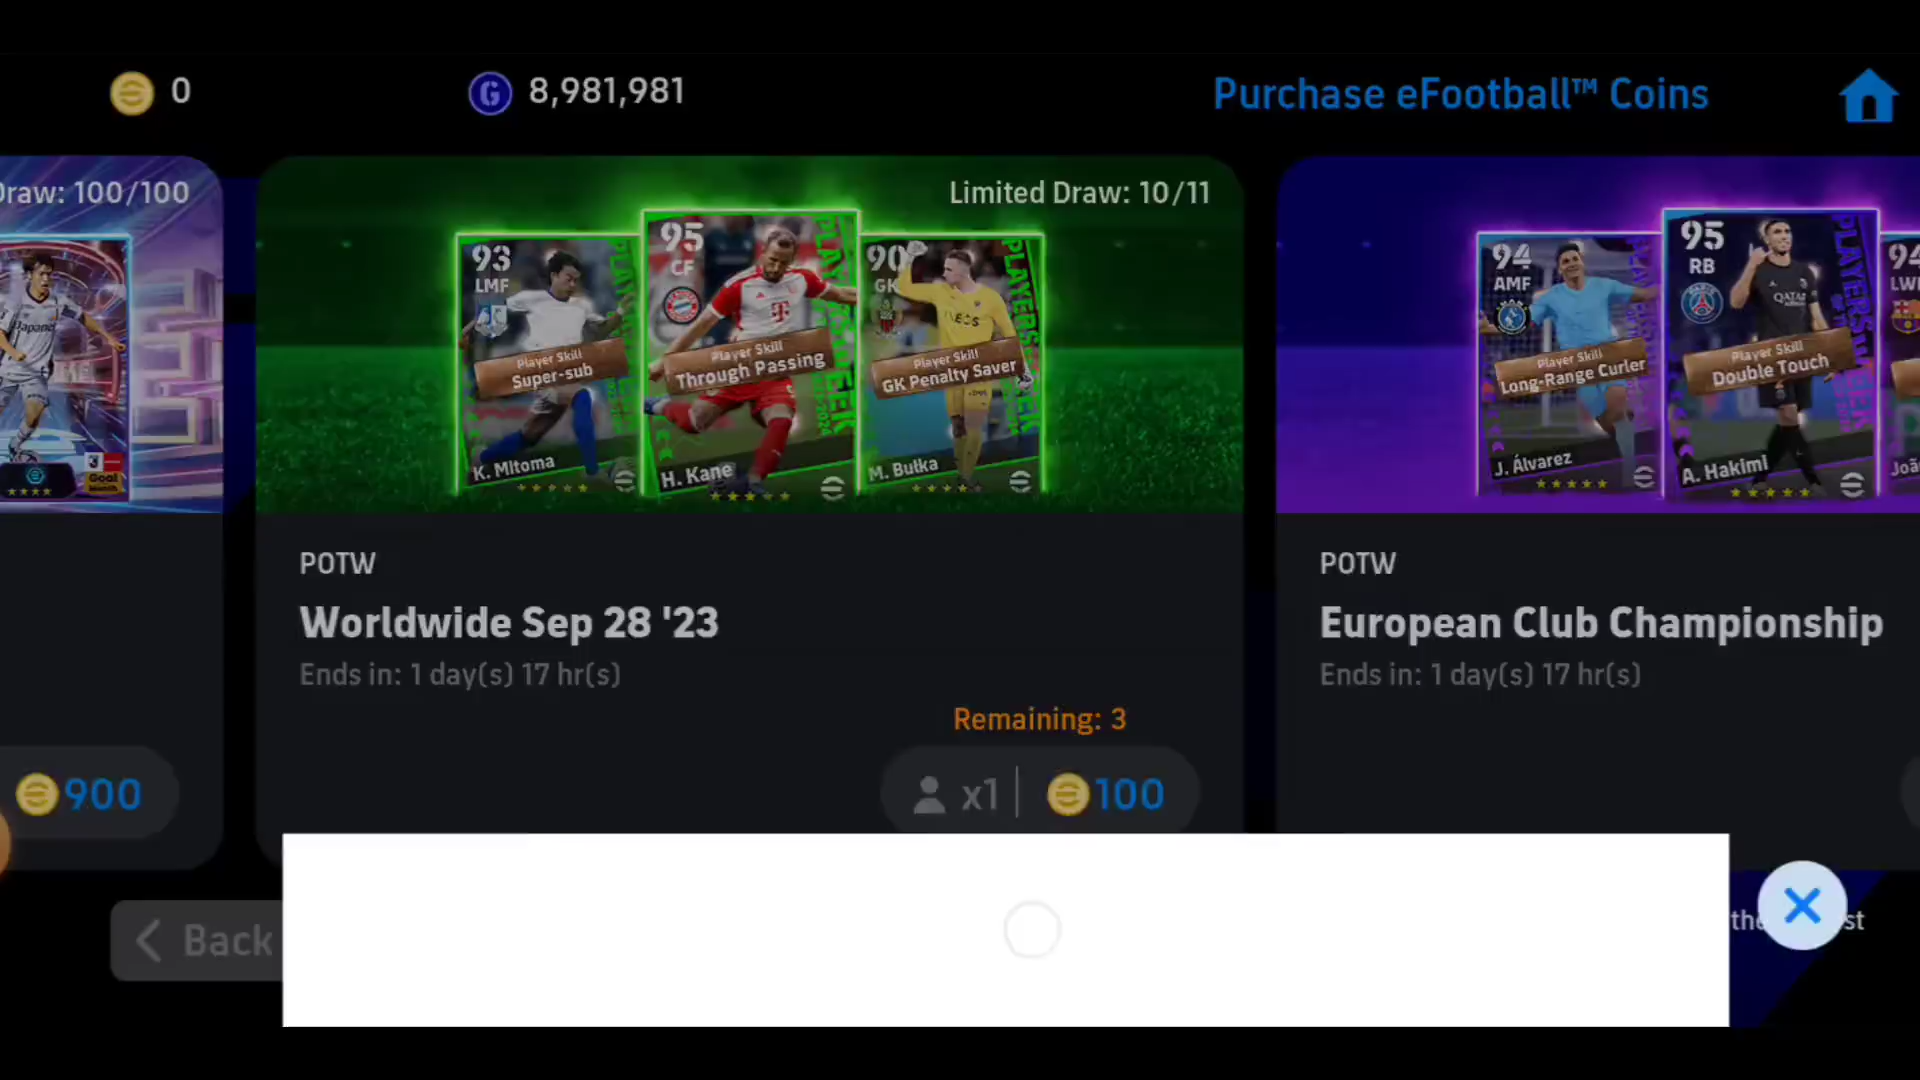 0
8,981,981
Purchase eFootball™ Coins
Draw: 100/100
Limited Draw: 10/11
93
LMF
Player Skill
Super-sub
K. Mitoma
95
CF
Player Skill
Through Passing
H. Kane
90
GK
Player Skill
GK Penalty Saver
M. Bułka
94
AMF
Player Skill
Long-Range Curler
J. Álvarez
95
RB
Player Skill
Double Touch
A. Hakimi
POTW
Worldwide Sep 28 '23
Ends in: 1 day(s) 17 hr(s)
Remaining: 3
x1
100
POTW
European Club Championship
Ends in: 1 day(s) 17 hr(s)
900
Back